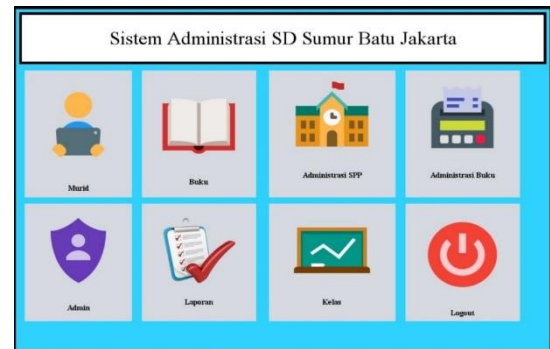 Sistem Administrasi SD Sumur Batu Jakarta
Murid
Buku
Administrasi SPP
Administrasi Buku
Admin
Laporan
Kelas
Logout